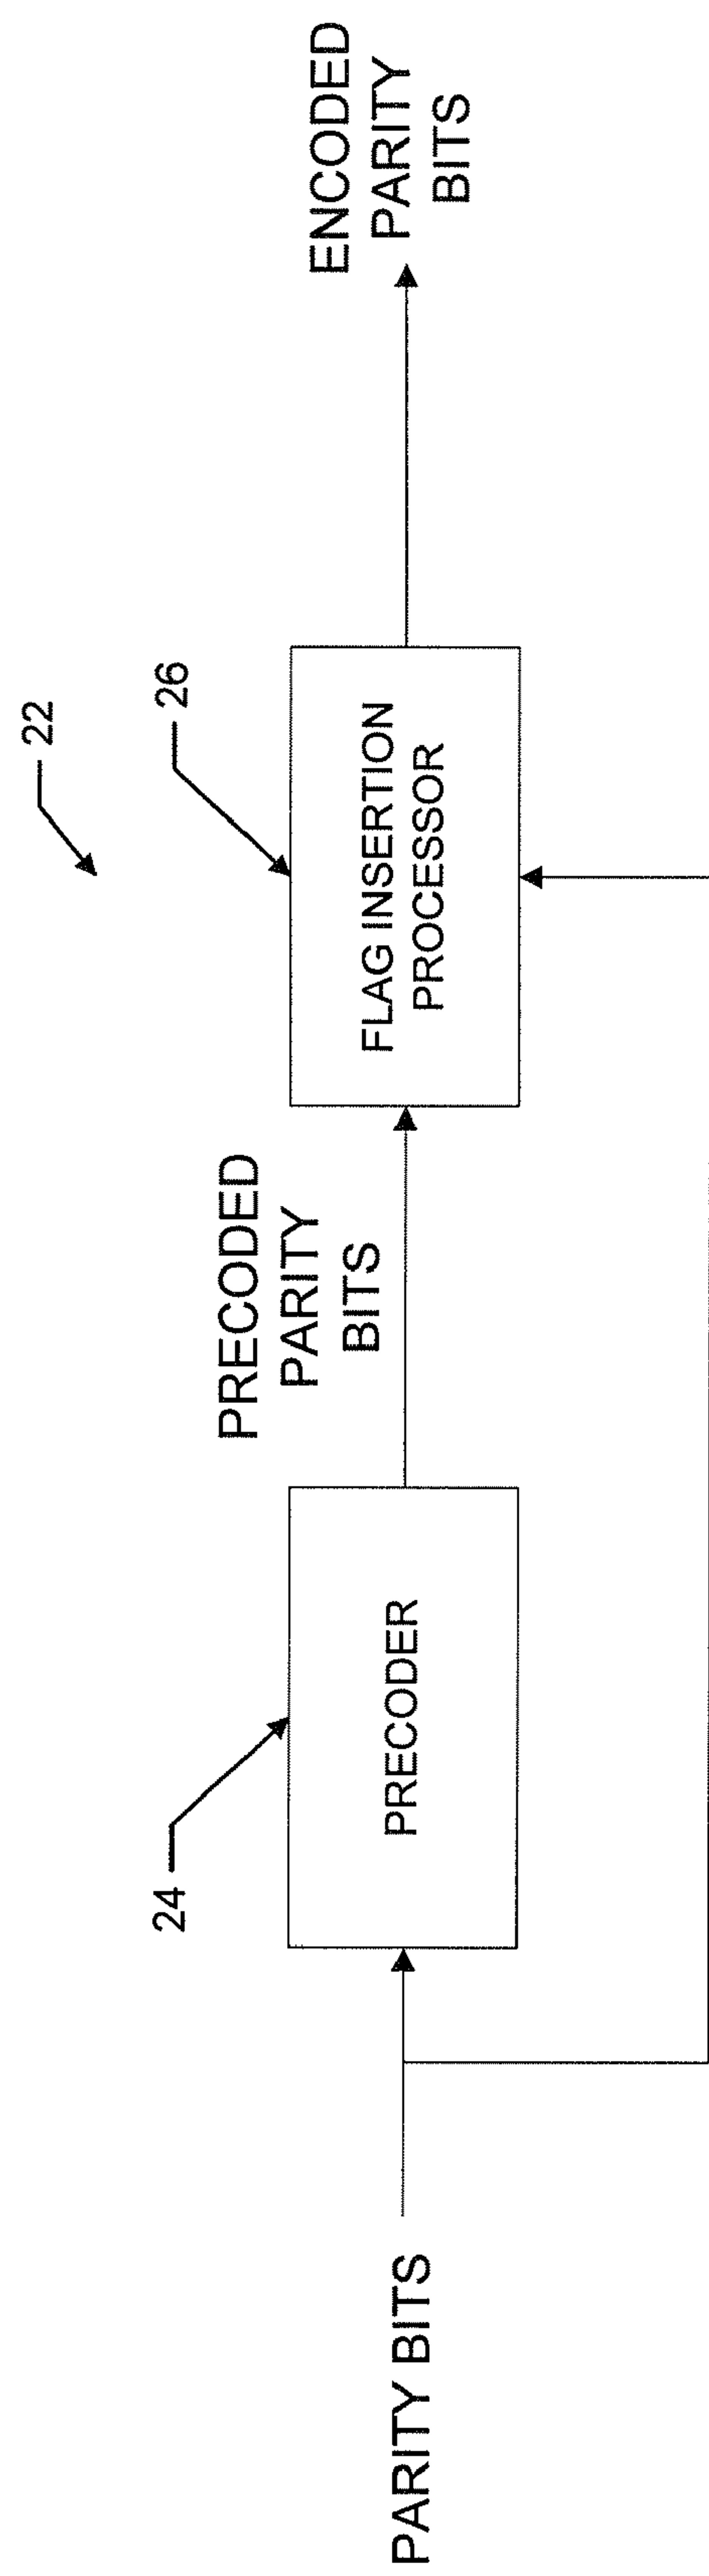 22
24
26
PARITY BITS
PRECODER
PRECODED
PARITY
BITS
FLAG INSERTION
PROCESSOR
ENCODED
PARITY
BITS